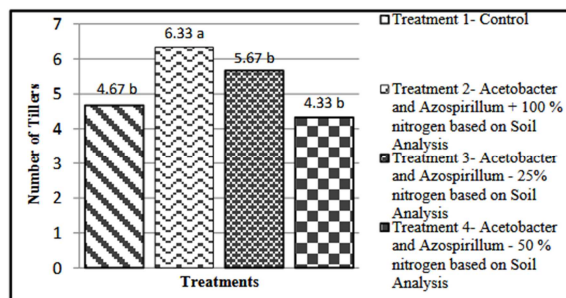 7
6
5
4
3
2
1
0
Number of Tillers
4.67 b
6.33 a
5.67 b
4.33 b
Treatments
Treatment 1- Control
Treatment 2- Acetobacter
and Azospirillum + 100 %
nitrogen based on Soil
Analysis
Treatment 3- Acetobacter
and Azospirillum - 25%
nitrogen based on Soil
Analysis
Treatment 4- Acetobacter
and Azospirillum - 50 %
nitrogen based on Soil
Analysis